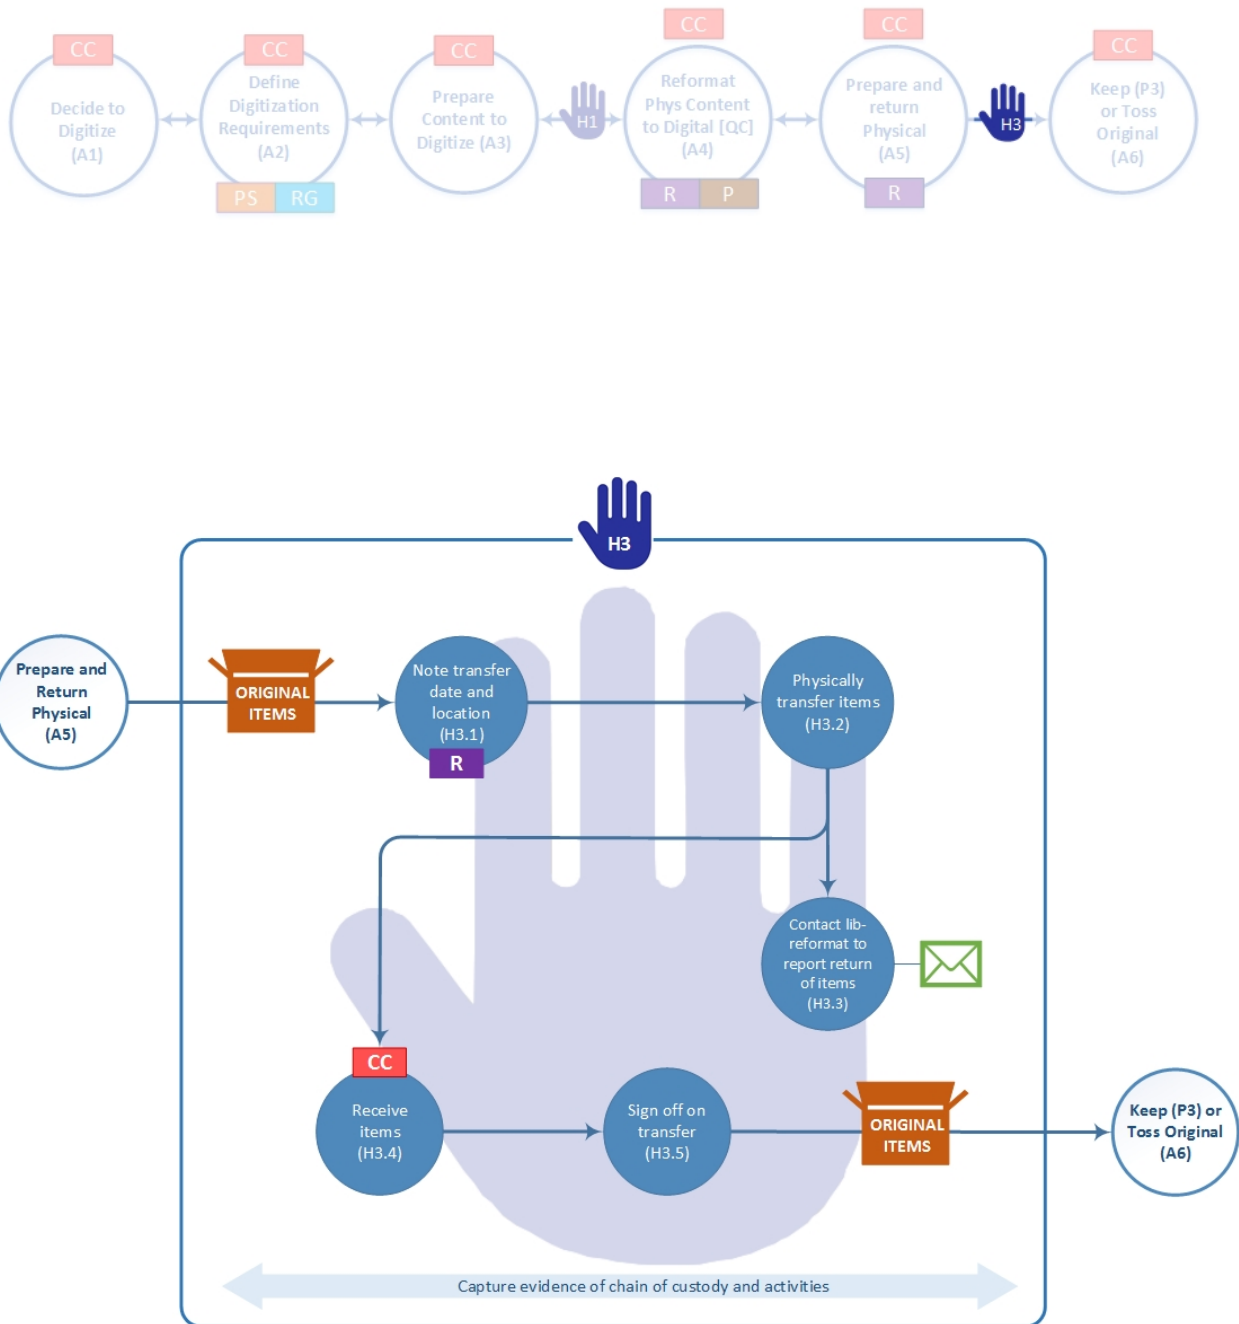 CC
CC
CC
CC
CC
CC
Decide to
Digitize
(A1)
Define
Digitization
Requirements
(A2)
PS
RG
Prepare
Content to
Digitize (A3)
H1
Reformat
Phys Content
to Digital [QC]
(A4)
R
P
Prepare and
return
Physical
(A5)
R
H3
Keep (P3)
or Toss
Original
(A6)
H3
Prepare and
Return
Physical
(A5)
ORIGINAL
ITEMS
Note transfer
date and
location
(H3.1)
R
Physically
transfer items
(H3.2)
Contact lib-
reformat to
report return
of items
(H3.3)
CC
Receive
items
(H3.4)
Sign off on
transfer
(H3.5)
ORIGINAL
ITEMS
Keep (P3) or
Toss Original
(A6)
Capture evidence of chain of custody and activities